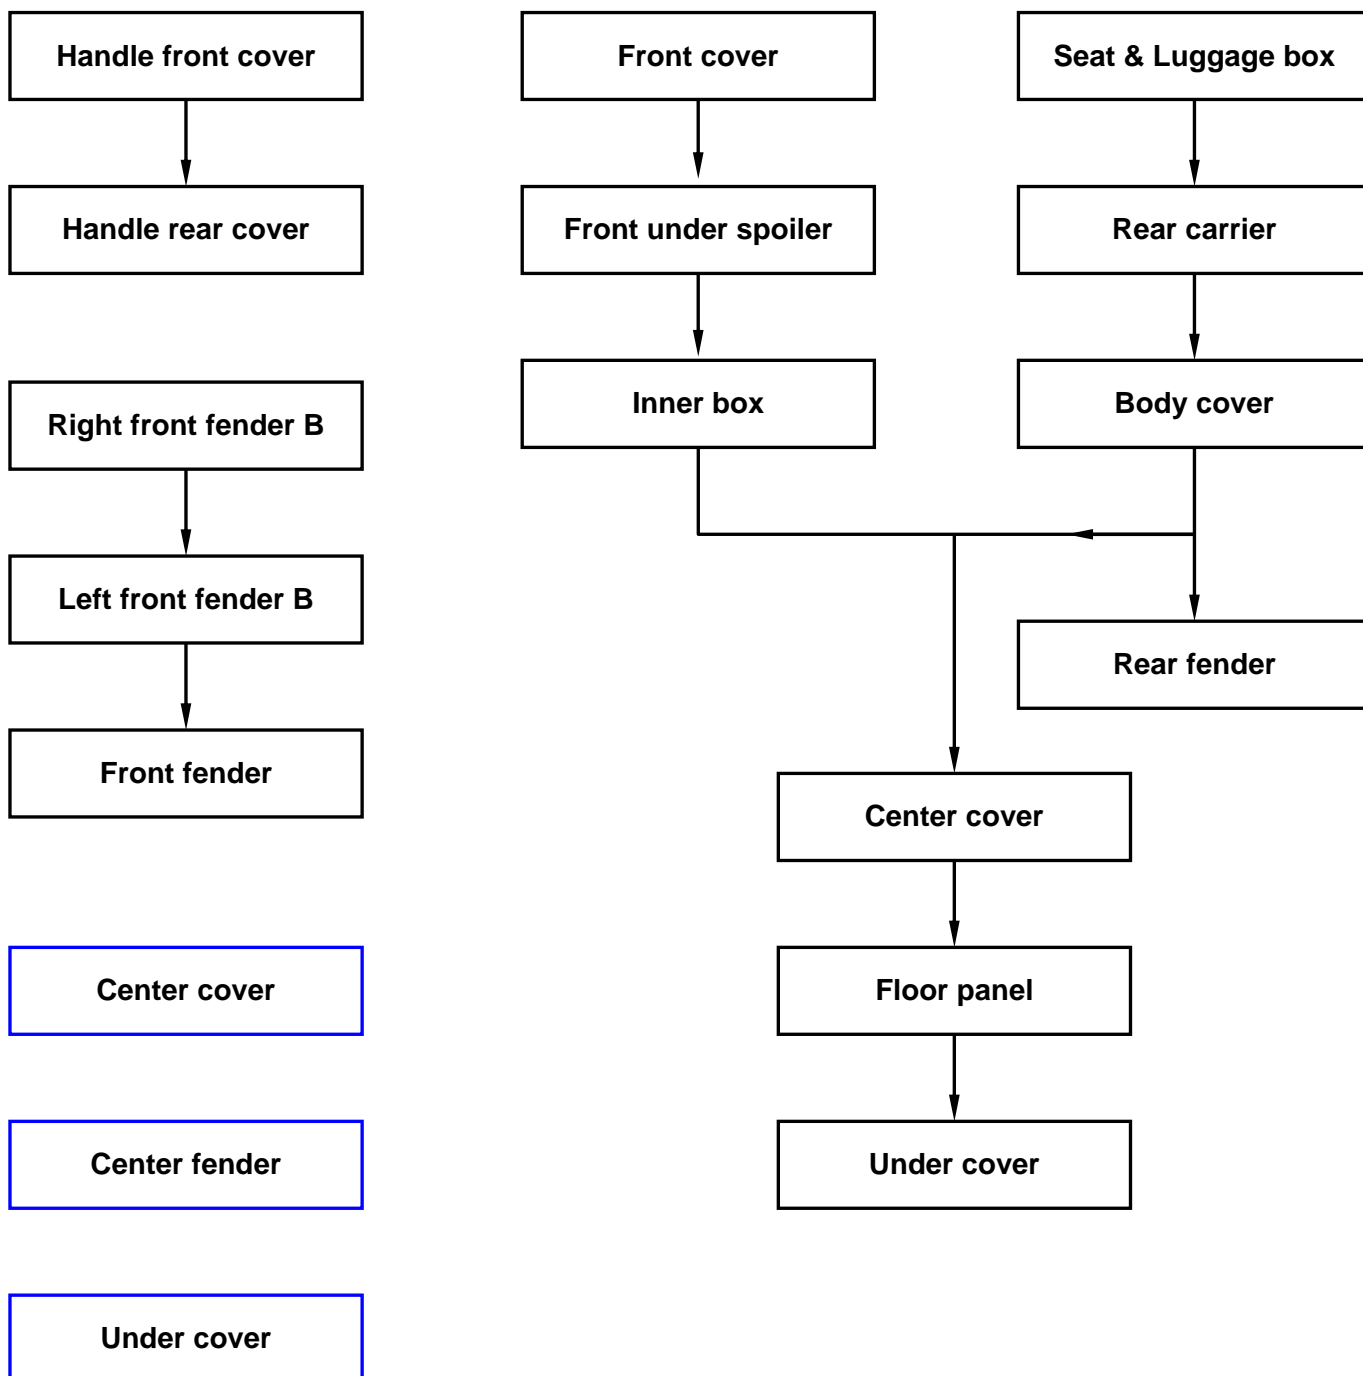 Handle front cover
Front cover
Seat & Luggage box
Handle rear cover
Front under spoiler
Rear carrier
Inner box
Body cover
Right front fender B
Left front fender B
Rear fender
Front fender
Center cover
Center cover
Floor panel
Center fender
Under cover
Under cover